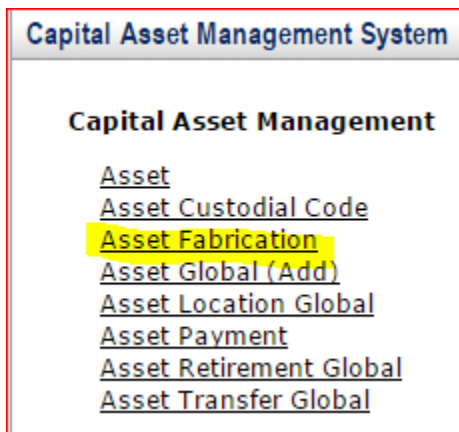 Capital Asset Management System
Capital Asset Management
Asset
Asset Custodial Code
Asset Fabrication
Asset Global (Add)
Asset Location Global
Asset Payment
Asset Retirement Global
Asset Transfer Global